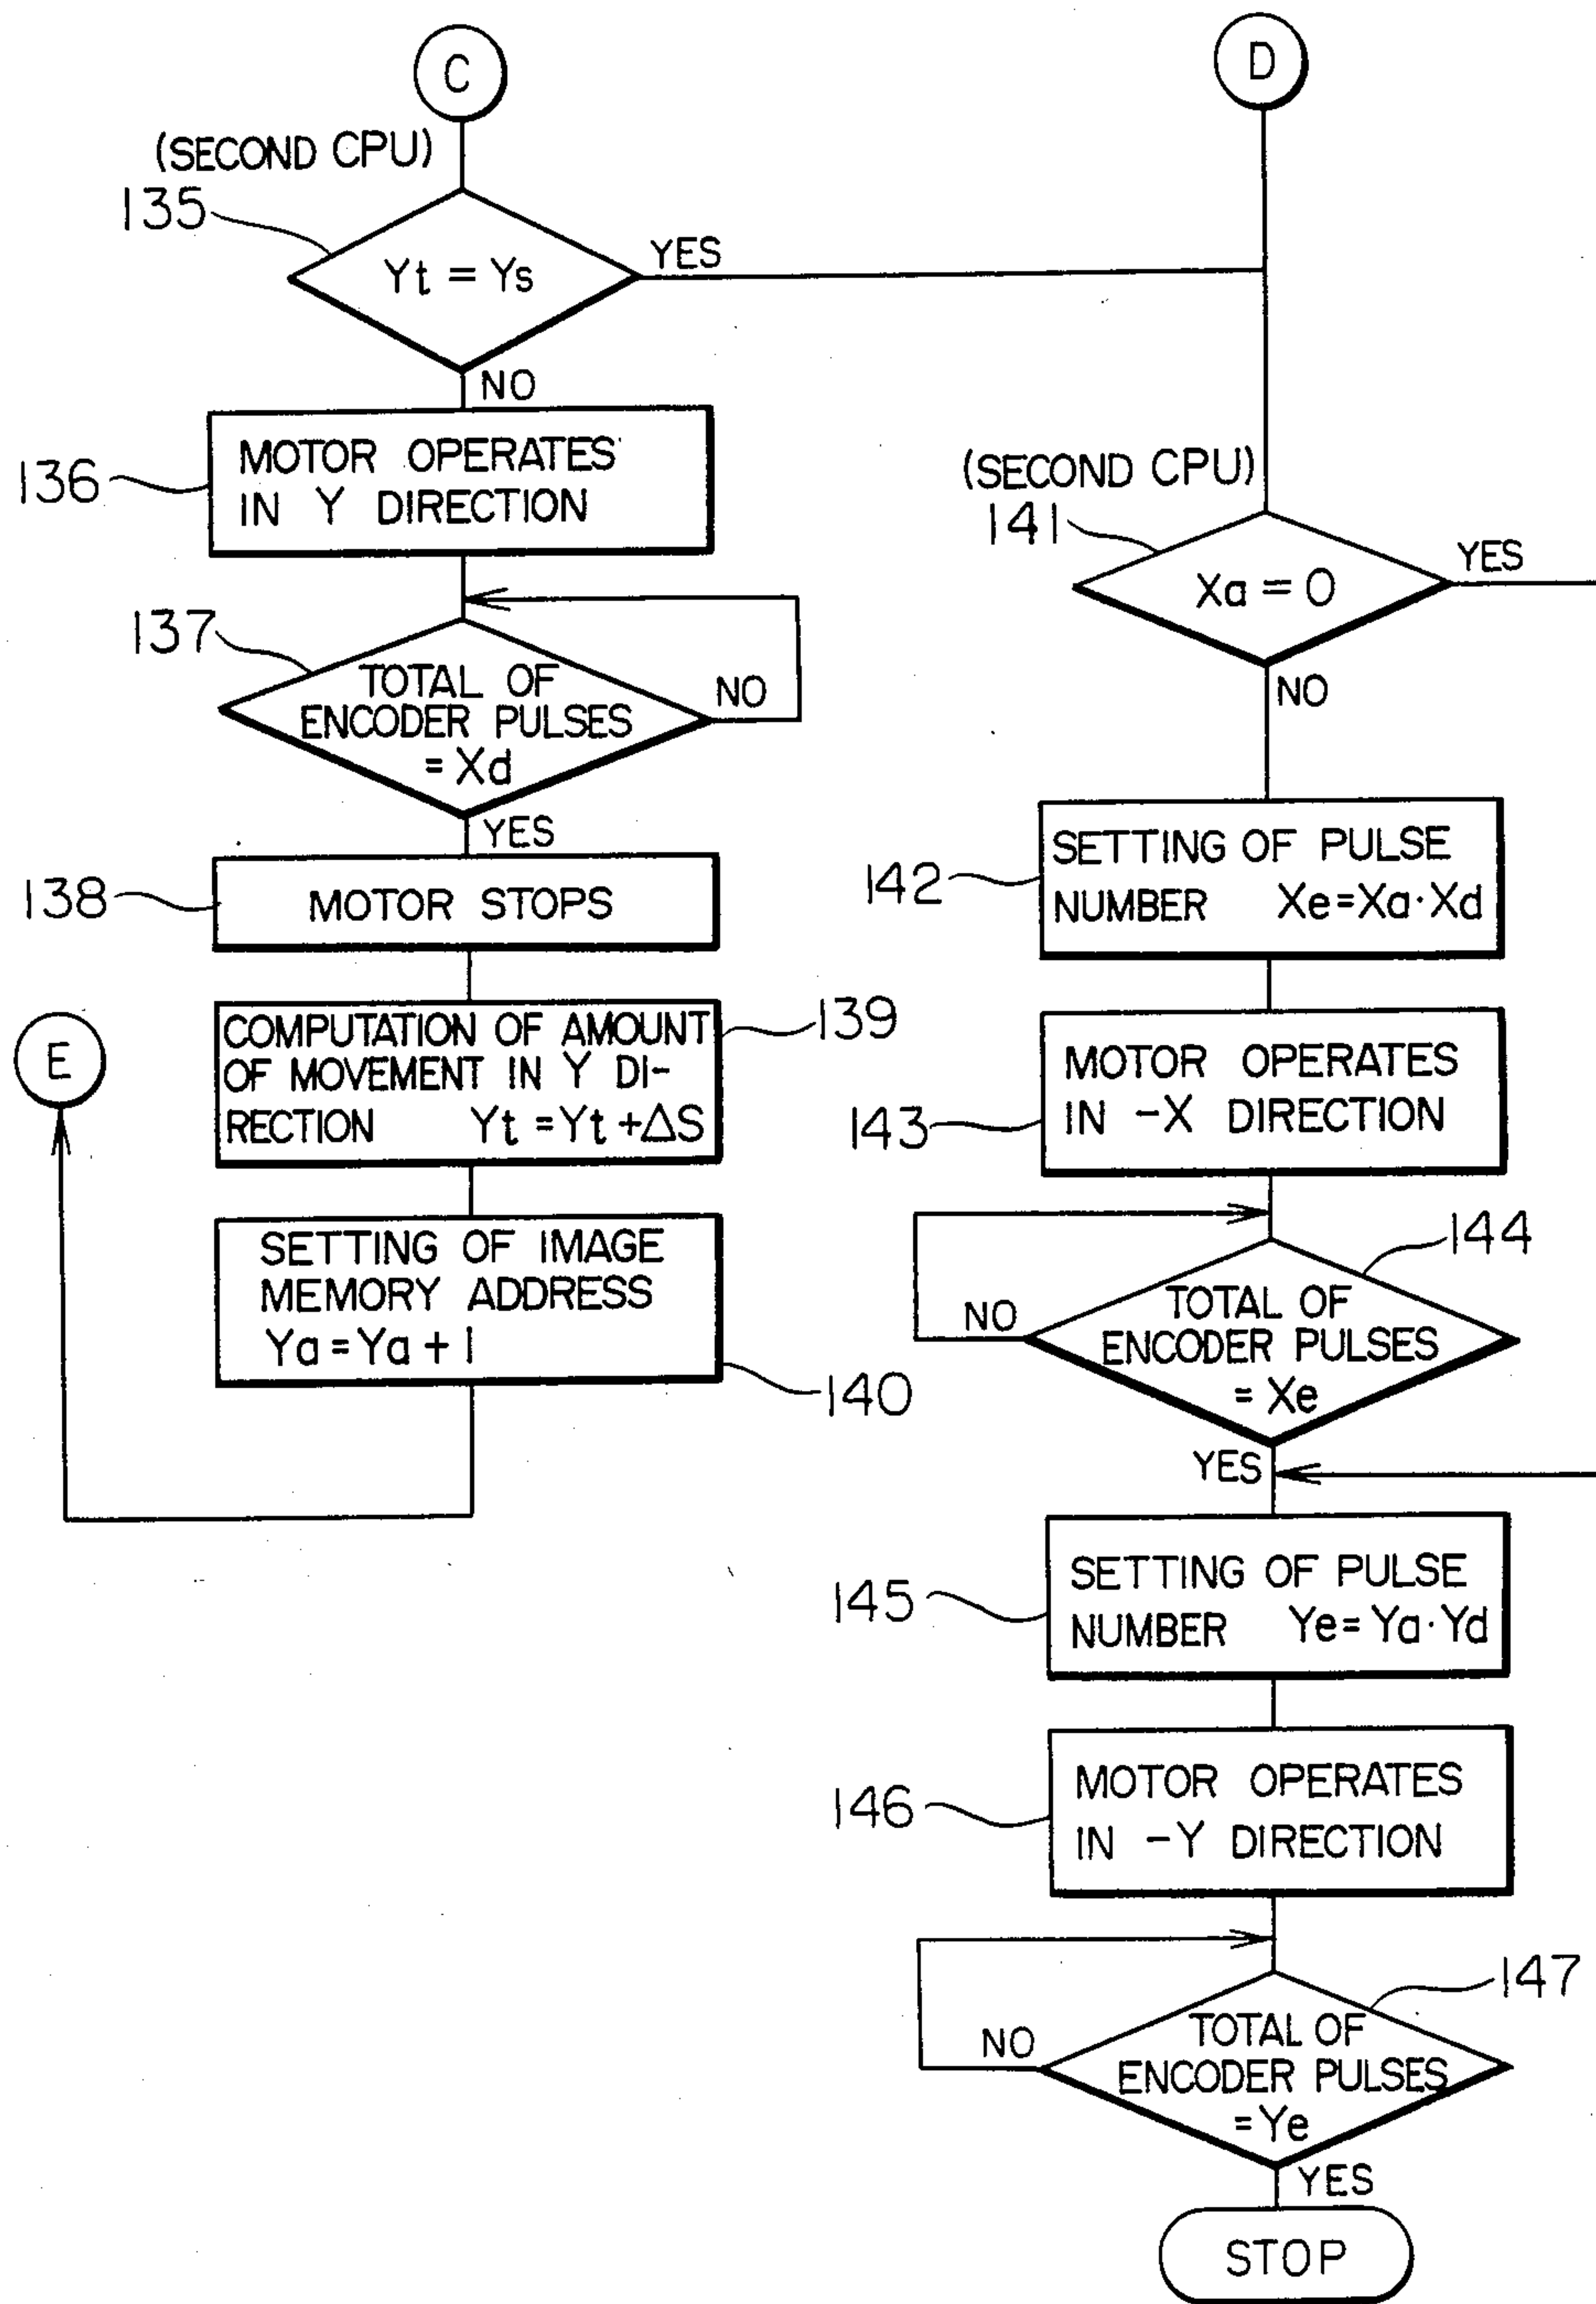 C
(SECOND CPU)
135
Yt = Ys
YES
NO
136
MOTOR OPERATES
IN Y DIRECTION
137
TOTAL OF
ENCODER PULSES
= Xd
NO
YES
138
MOTOR STOPS
139
COMPUTATION OF AMOUNT
OF MOVEMENT IN Y DI-
RECTION Yt = Yt + ΔS
E
SETTING OF IMAGE
MEMORY ADDRESS
Ya = Ya + 1
140
D
(SECOND CPU)
141
Xa = 0
YES
NO
142
SETTING OF PULSE
NUMBER Xe = Xa · Xd
143
MOTOR OPERATES
IN -X DIRECTION
144
TOTAL OF
ENCODER PULSES
= Xe
NO
YES
145
SETTING OF PULSE
NUMBER Ye = Ya · Yd
146
MOTOR OPERATES
IN -Y DIRECTION
147
TOTAL OF
ENCODER PULSES
= Ye
NO
YES
STOP